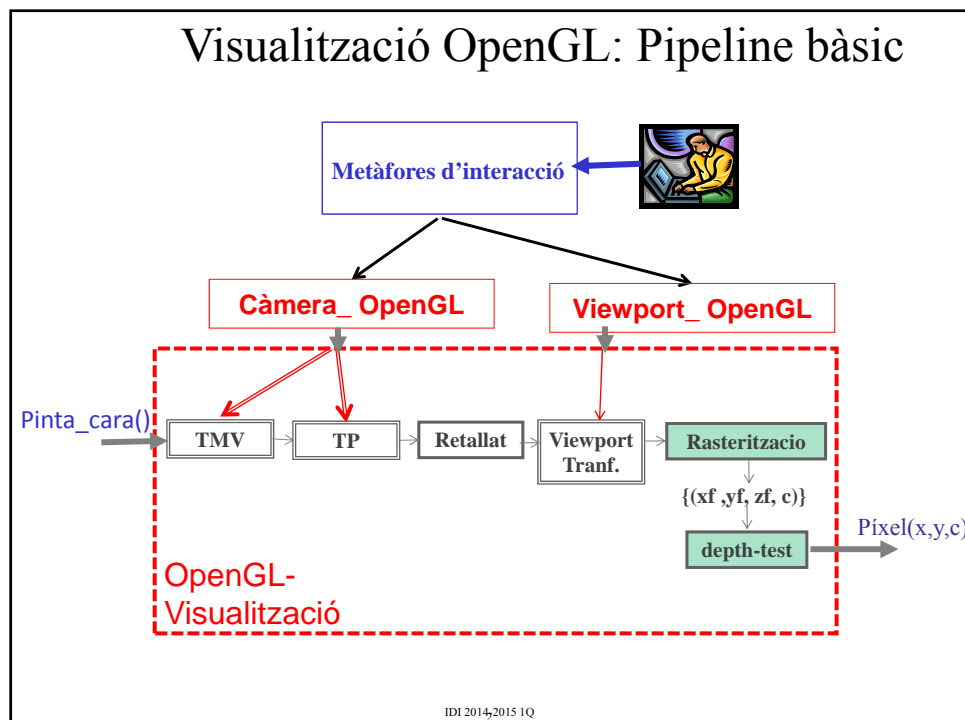 Visualització OpenGL: Pipeline bàsic
Metàfores d'interacció
Càmera_ OpenGL
Viewport_ OpenGL
Pinta_cara()
TMV
TP
Retallat
Viewport
Tranf.
Rasteritzacio
{(xf ,yf, zf, c)}
depth-test
Píxel(x,y,c)
OpenGL-
Visualització
IDI 2014-2015 1Q